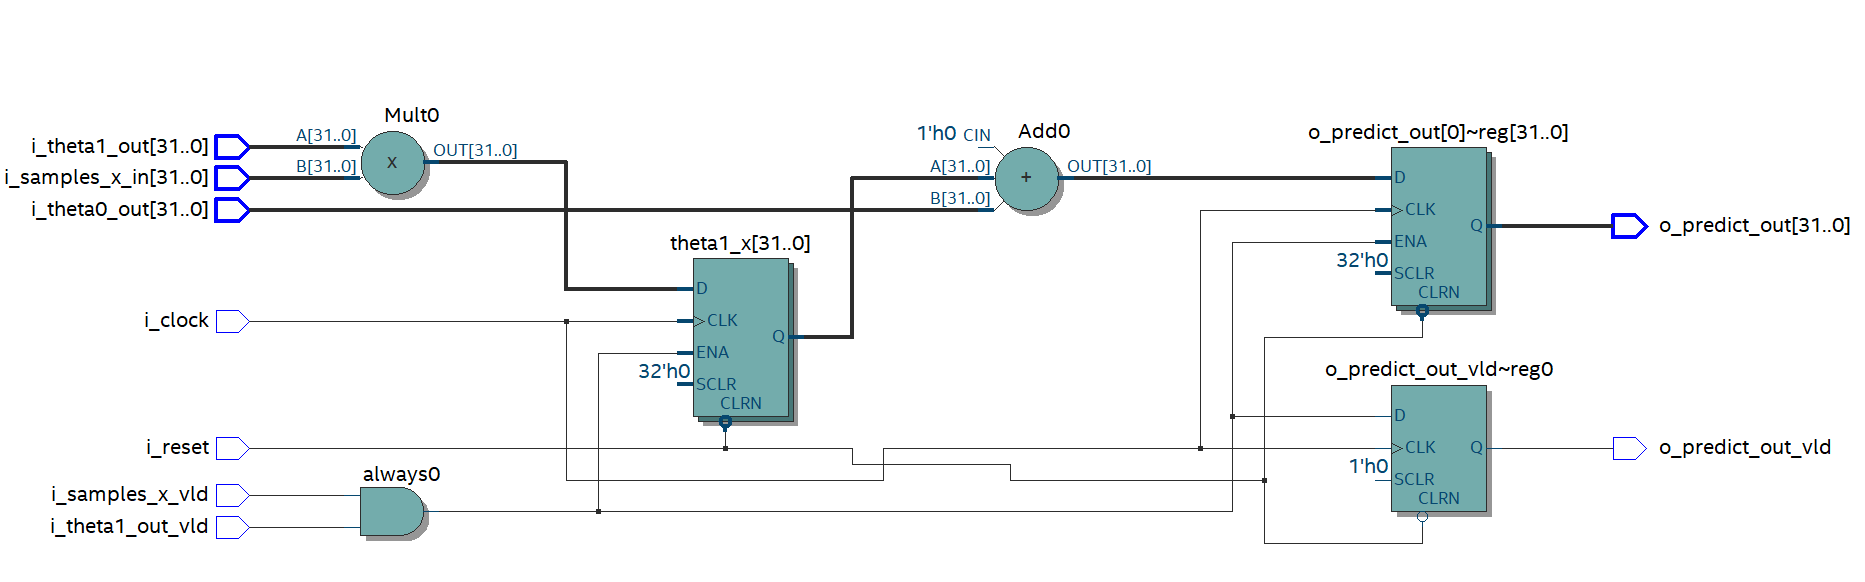 Mult0
i_theta1_out[31..0]
A[31..0]
i_samples_x_in[31..0]
B[31..0]
x
OUT[31..0]
i_theta0_out[31..0]
1'h0
CIN
Add0
A[31..0]
B[31..0]
+
OUT[31..0]
theta1_x[31..0]
D
CLK
ENA
32'h0
SCLR
CLRN
Q
o_predict_out[0]~reg[31..0]
D
CLK
ENA
32'h0
SCLR
CLRN
Q
o_predict_out[31..0]
i_clock
i_reset
always0
i_samples_x_vld
i_theta1_out_vld
o_predict_out_vld~reg0
D
CLK
1'h0
SCLR
CLRN
Q
o_predict_out_vld